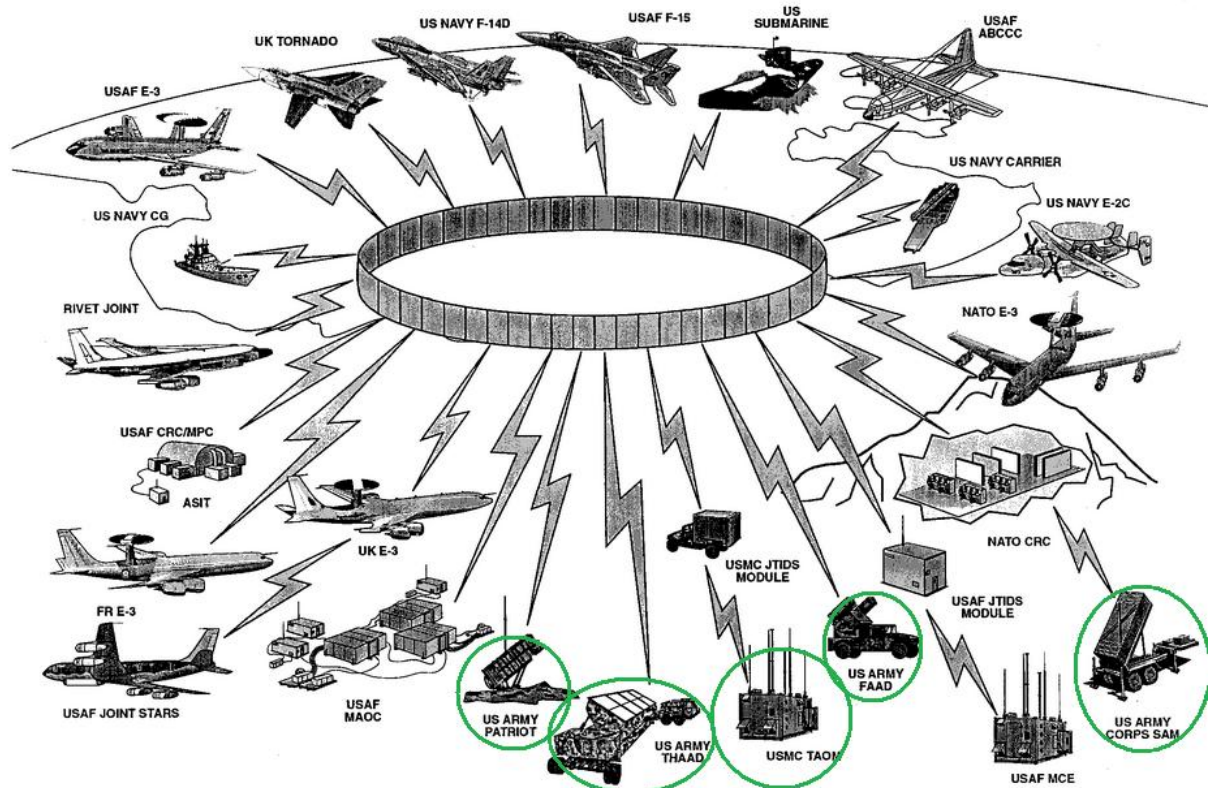 US NAVY F-14D
USAF F-15
US
SUBMARINE
USAF
ABCCC
UK TORNADO
USAF E-3
US NAVY CARRIER
US NAVY E-2C
US NAVY CG
RIVET JOINT
NATO E-3
USAF CRC/MPC
ASIT
UK E-3
USMC JTIDS
MODULE
NATO CRC
USAF JTIDS
MODULE
FR E-3
USAF JOINT STARS
USAF
MAOC
US ARMY
PATRIOT
US ARMY
THAAD
USMC TAOM
US ARMY
FAAD
USAF MCE
US ARMY
CORPS SAM